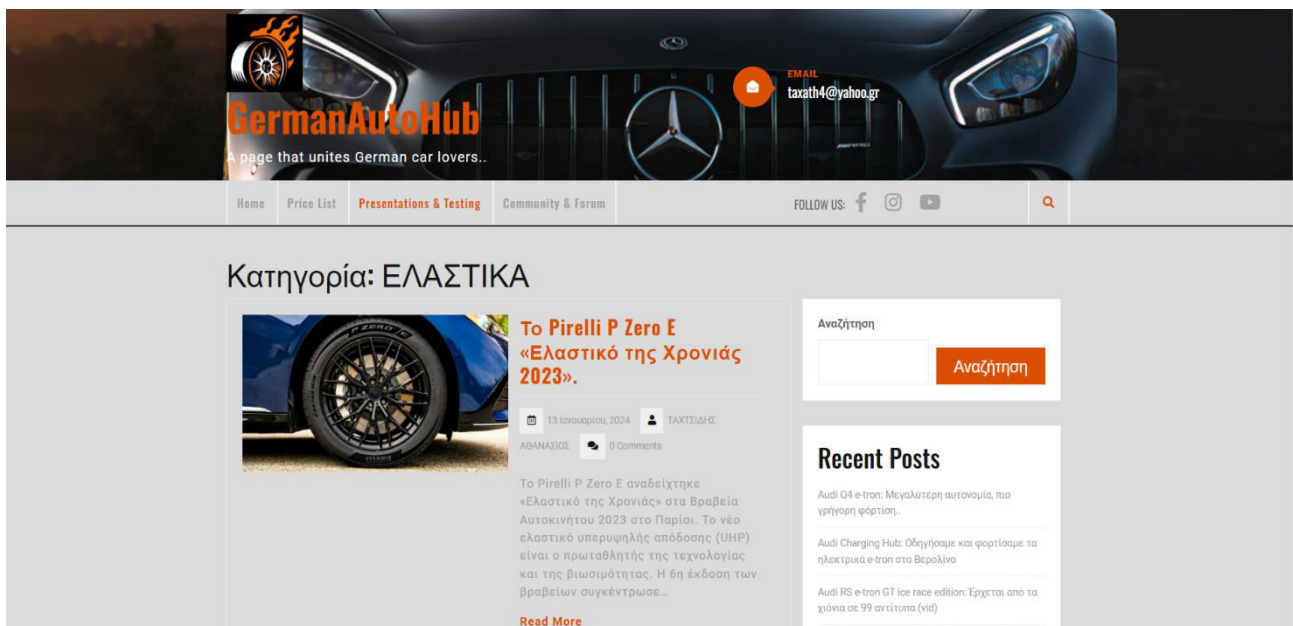 GermanAutoHub
A page that unites German car lovers..
EMAIL
taxath4@yahoo.gr
Home
Price List
Presentations & Testing
Community & Forum
FOLLOW US:
Κατηγορία: ΕΛΑΣΤΙΚΑ
P ZERO
Το Pirelli P Zero E
«Ελαστικό της Χρονιάς
2023».
13 Ιανουαρίου, 2024 ΤΑΧΤΣΙΔΗΣ
ΑΘΑΝΑΣΙΟΣ 0 Comments
Το Pirelli P Zero E αναδείχτηκε
«Ελαστικό της Χρονιάς» στα Βραβεία
Αυτοκινήτου 2023 στο Παρίσι. Το νέο
ελαστικό υπερυψηλής απόδοσης (UHP)
είναι ο πρωταθλητής της τεχνολογίας
και της βιωσιμότητας. Η 6η έκδοση των
βραβείων συγκέντρωσε…
Read More
Αναζήτηση
Αναζήτηση
Recent Posts
Audi Q4 e-tron: Μεγαλύτερη αυτονομία, πιο
γρήγορη φόρτιση..
Audi Charging Hub: Οδηγήσαμε και φορτίσαμε τα
ηλεκτρικά e-tron στο Βερολίνο
Audi RS e-tron GT ice race edition: Έρχεται από τα
χιόνια σε 99 αντίτυπα (vid)